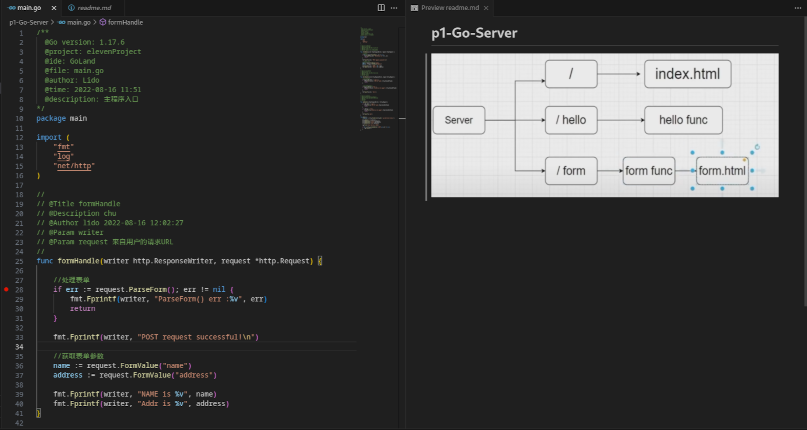 main.go
readme.md
p1-Go-Server > main.go > formHandle
1 /**
2 @Go version: 1.17.6
3 @project: elevenProject
4 @ide: GoLand
5 @file: main.go
6 @author: Lido
7 @time: 2022-08-16 11:51
8 @description: 主程序入口
9 */
10 package main
11
12 import (
13 "fmt"
14 "log"
15 "net/http"
16 )
17
18 //
19 // @Title formHandle
20 // @Description chu
21 // @Author lido 2022-08-16 12:02:27
22 // @Param writer
23 // @Param request 来自用户的请求URL
24 //
25 func formHandle(writer http.ResponseWriter, request *http.Request) {
26
27 //处理表单
28 if err := request.ParseForm(); err != nil {
29 fmt.Fprintf(writer, "ParseForm() err :%v", err)
30 return
31 }
32
33 fmt.Fprintf(writer, "POST request successful!\n")
34
35 //获取表单参数
36 name := request.FormValue("name")
37 address := request.FormValue("address")
38
39 fmt.Fprintf(writer, "NAME is %v", name)
40 fmt.Fprintf(writer, "Addr is %v", address)
41 }
42
Preview readme.md
p1-Go-Server
/
index.html
Server
/ hello
hello func
/ form
form func
form.html